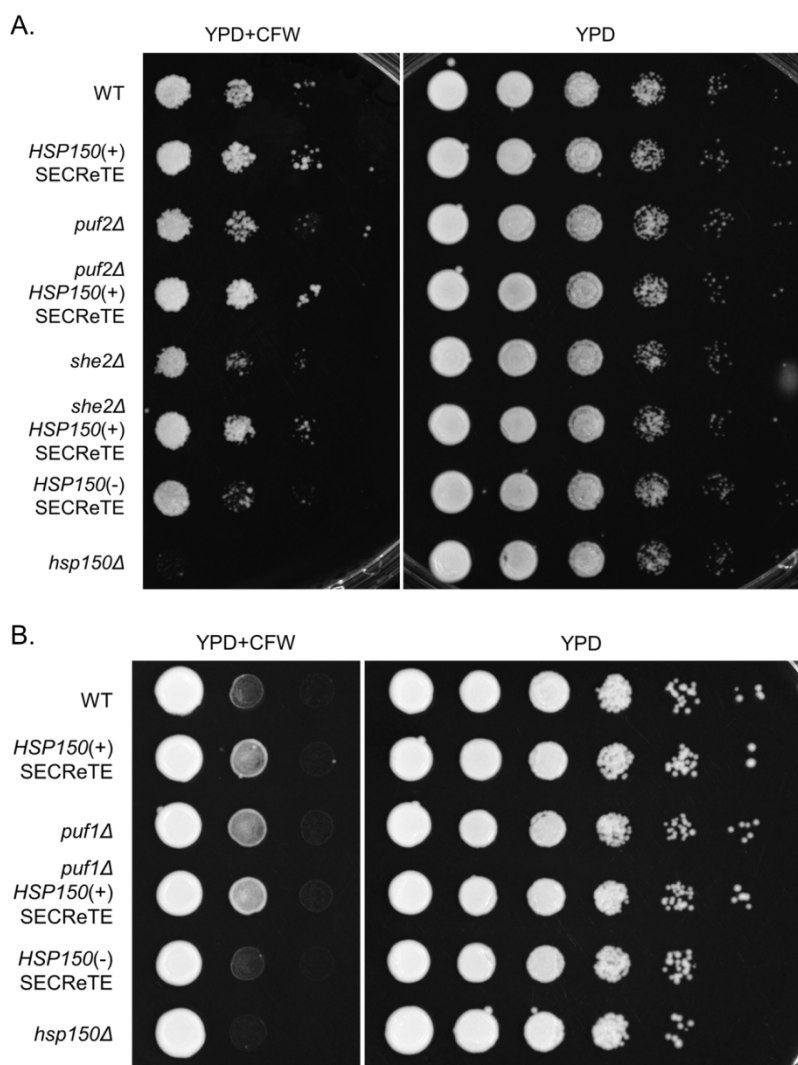 A.
YPD+CFW YPD
WT
HSP150(+)
SECReTE
puf2Δ
puf2Δ
HSP150(+)
SECReTE
she2Δ
she2Δ
HSP150(+)
SECReTE
HSP150(-)
SECReTE
hsp150Δ
B.
YPD+CFW YPD
WT
HSP150(+)
SECReTE
puf1Δ
puf1Δ
HSP150(+)
SECReTE
HSP150(-)
SECReTE
hsp150Δ